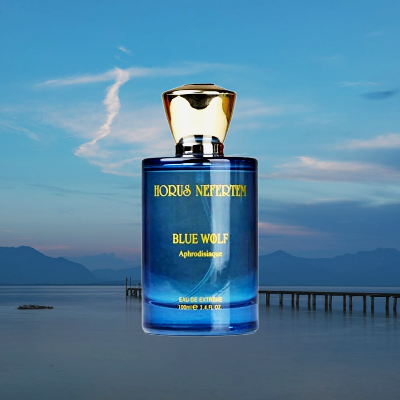 HORUS NEFERTEM
BLUE WOLF
Aphrodisiaque
EAU DE EXTRÊME
100ml ℮ 3.4 FL.OZ